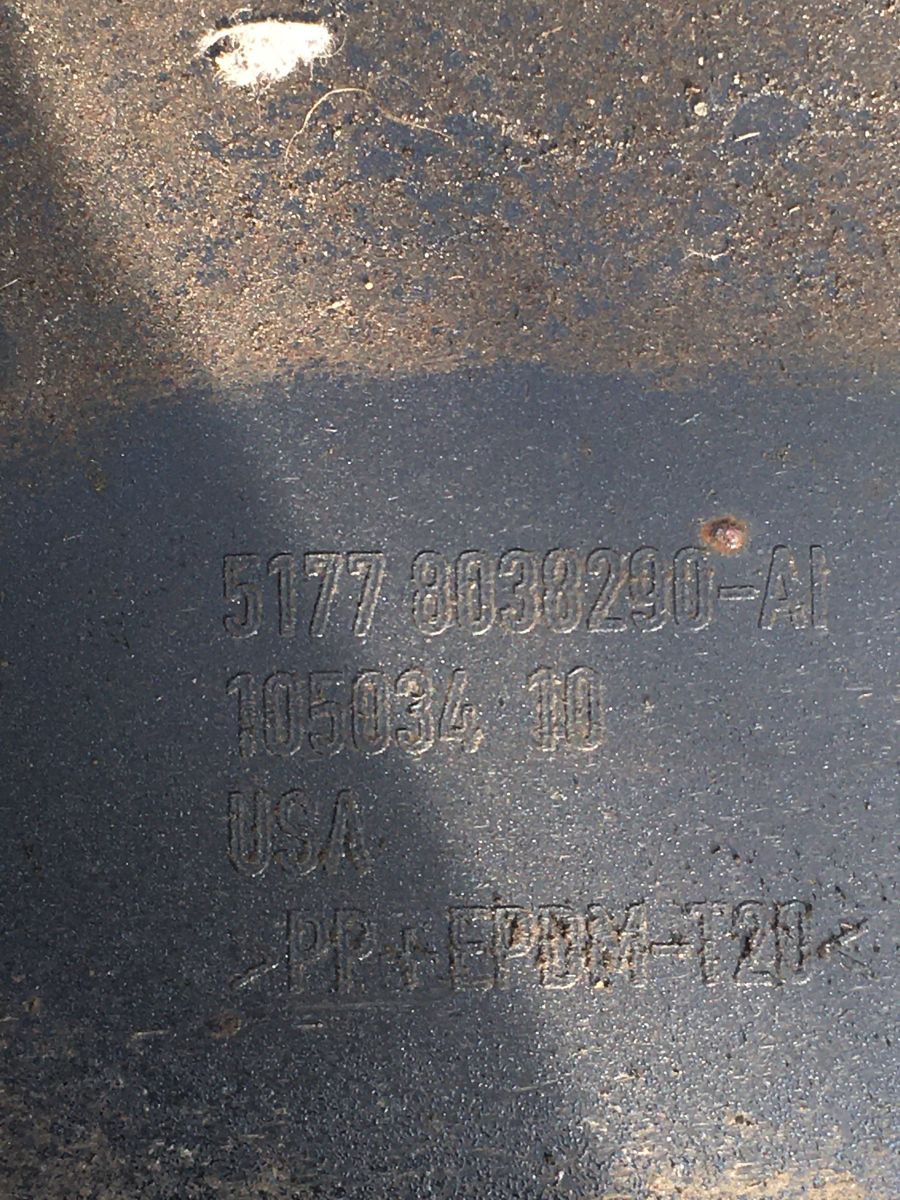 5177 8038290-AI
105034 10
USA
>PP+EPDM-T20<